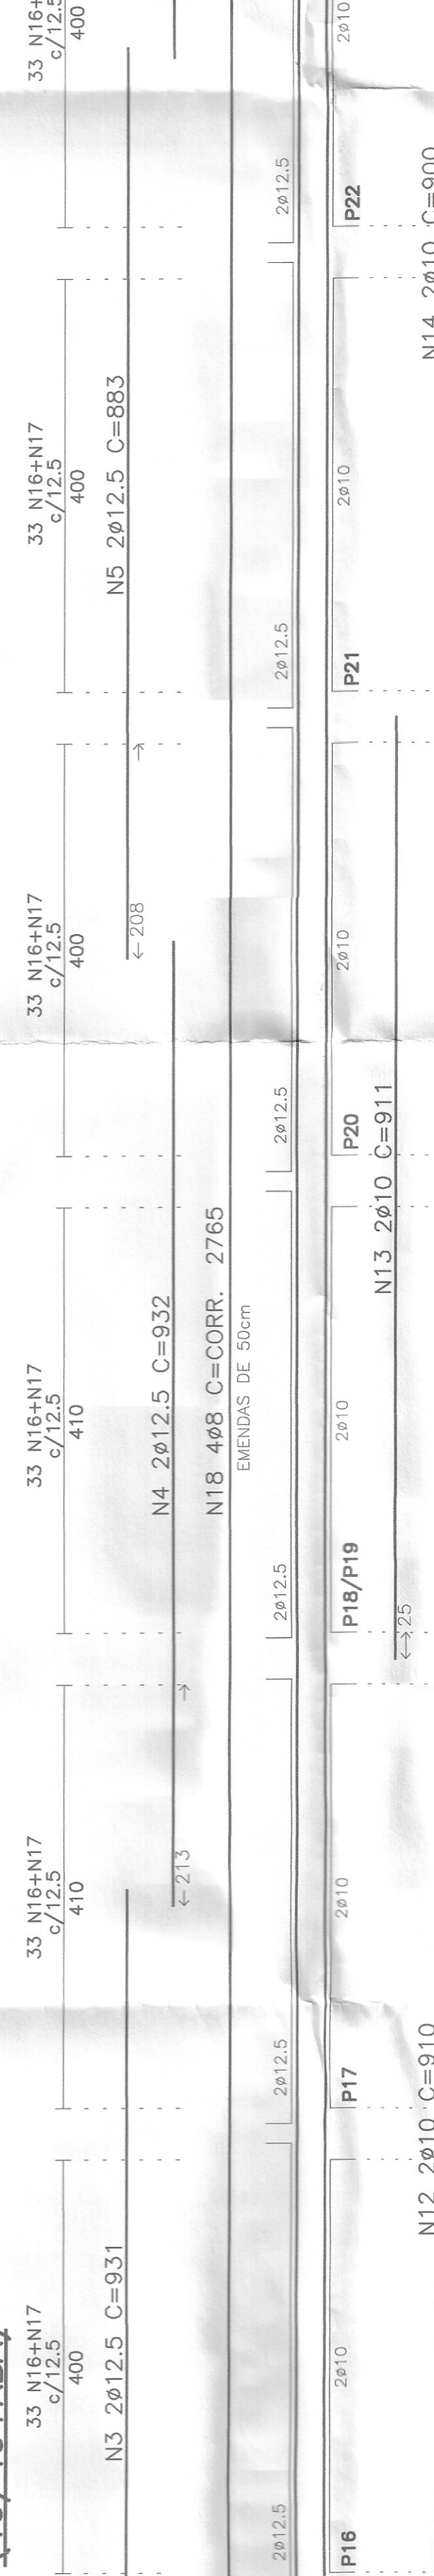 33 N16+N17
c/12.5
400
33 N16+N17
c/12.5
410
33 N16+N17
c/12.5
410
33 N16+N17
c/12.5
400
33 N16+N17
c/12.5
400
33 N16+
c/12.5
400
N3 2ø12.5 C=931
←213
→
N4 2ø12.5 C=932
←208
→
N5 2ø12.5 C=883
N18 4ø8 C=CORR. 2765
EMENDAS DE 50cm
2ø12.5
2ø12.5
2ø12.5
2ø12.5
2ø12.5
2ø12.5
P16
2ø10
P17
2ø10
P18/P19
2ø10
P20
2ø10
P21
2ø10
P22
2ø10
N12 2ø10 C=910
↔25
N13 2ø10 C=911
N14 2ø10 C=900